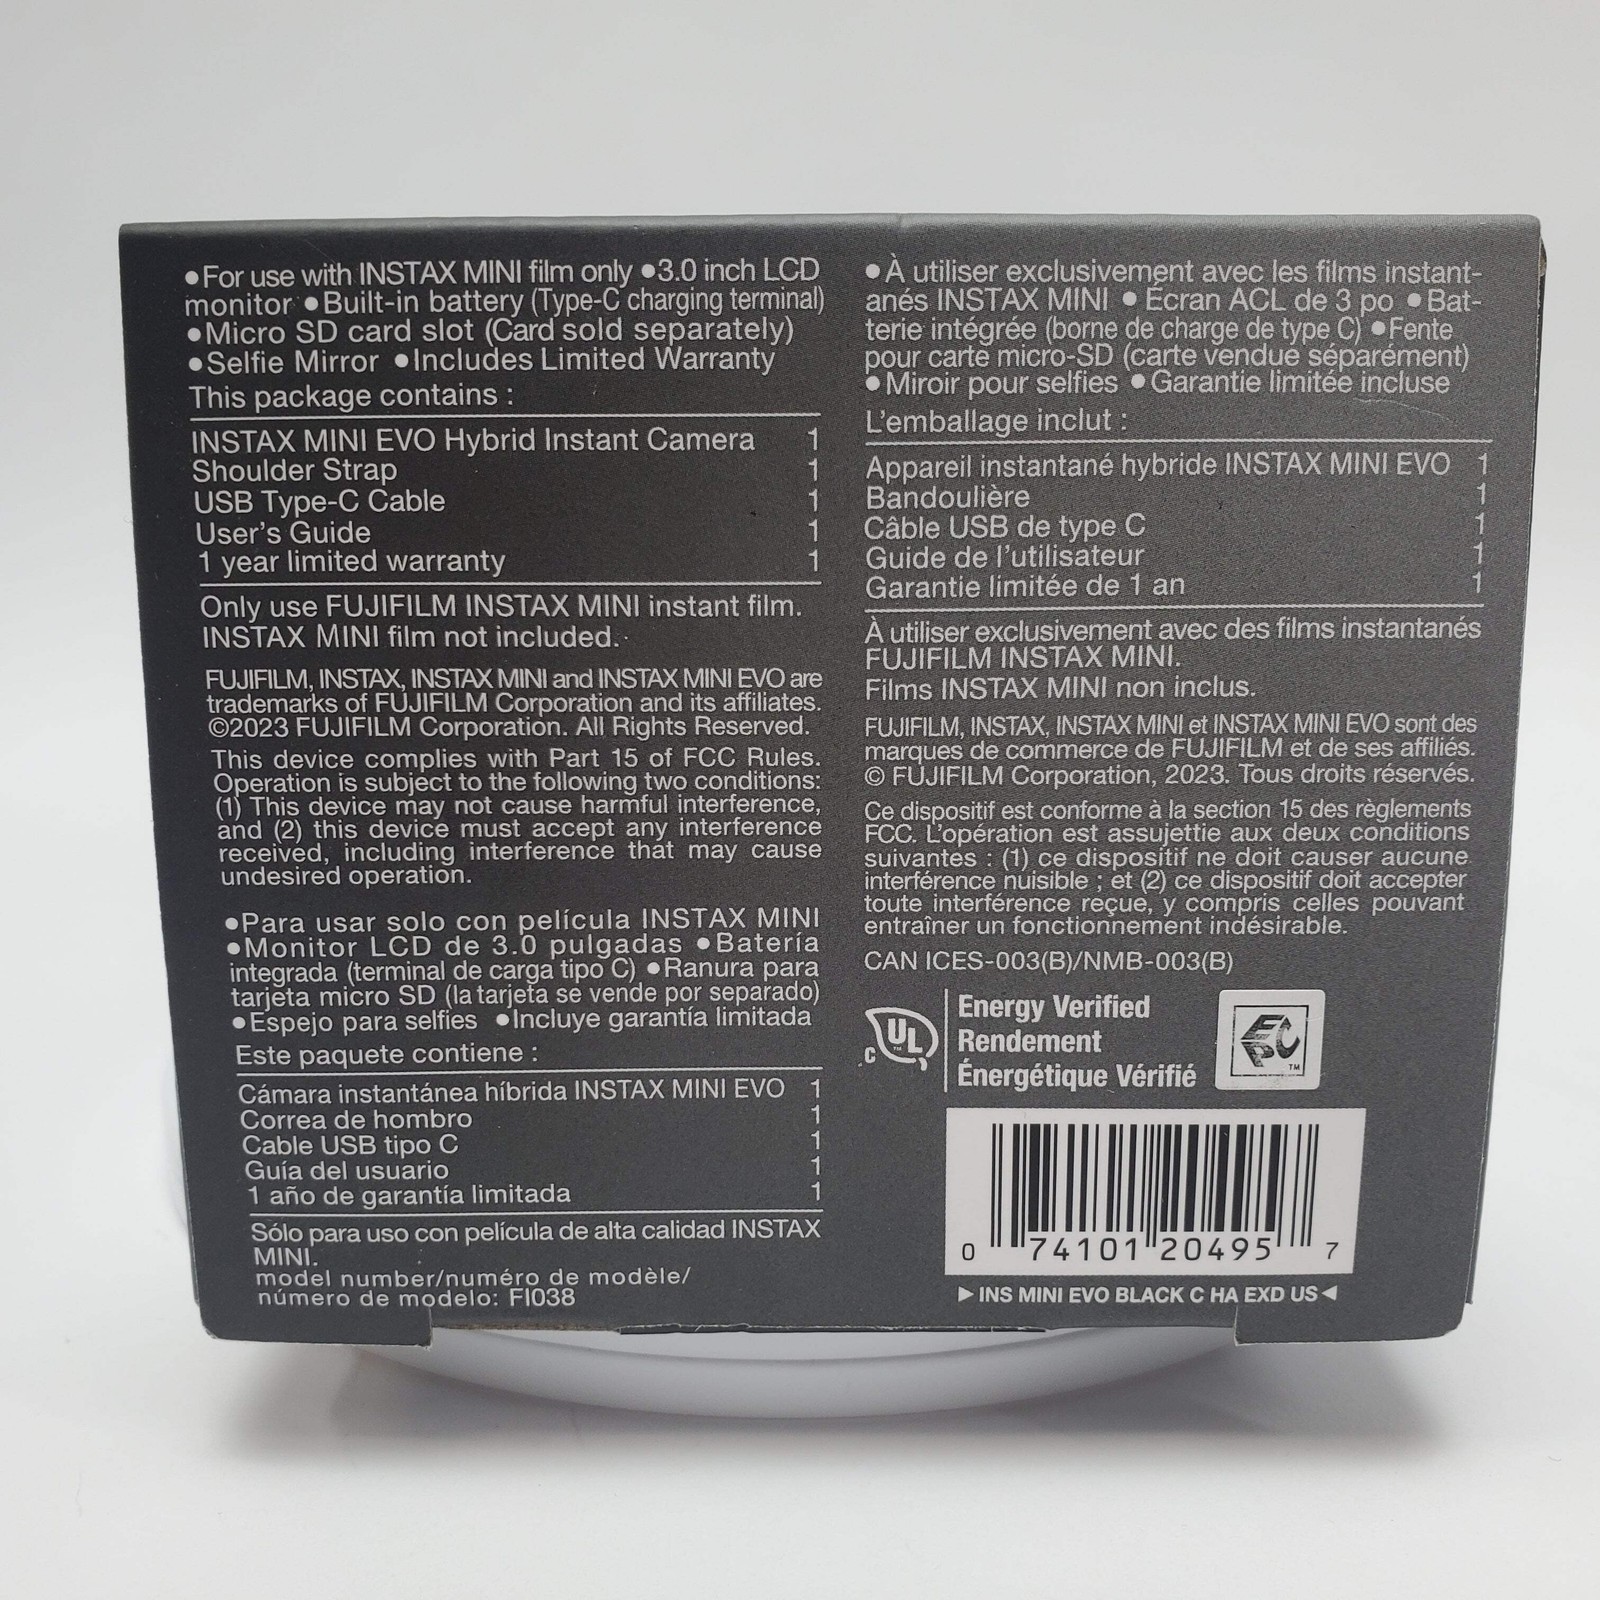 •For use with INSTAX MINI film only •3.0 inch LCD
monitor •Built-in battery (Type-C charging terminal)
•Micro SD card slot (Card sold separately)
•Selfie Mirror •Includes Limited Warranty
This package contains :
INSTAX MINI EVO Hybrid Instant Camera 1
Shoulder Strap 1
USB Type-C Cable 1
User's Guide 1
1 year limited warranty 1
Only use FUJIFILM INSTAX MINI instant film.
INSTAX MINI film not included.
FUJIFILM, INSTAX, INSTAX MINI and INSTAX MINI EVO are
trademarks of FUJIFILM Corporation and its affiliates.
©2023 FUJIFILM Corporation. All Rights Reserved.
This device complies with Part 15 of FCC Rules.
Operation is subject to the following two conditions:
(1) This device may not cause harmful interference,
and (2) this device must accept any interference
received, including interference that may cause
undesired operation.
•Para usar solo con película INSTAX MINI
•Monitor LCD de 3.0 pulgadas •Batería
integrada (terminal de carga tipo C) •Ranura para
tarjeta micro SD (la tarjeta se vende por separado)
•Espejo para selfies •Incluye garantía limitada
Este paquete contiene :
Cámara instantánea híbrida INSTAX MINI EVO 1
Correa de hombro 1
Cable USB tipo C 1
Guía del usuario 1
1 año de garantía limitada 1
Sólo para uso con película de alta calidad INSTAX
MINI.
model number/numéro de modèle/
número de modelo: FI038
•À utiliser exclusivement avec les films instant-
anés INSTAX MINI •Écran ACL de 3 po •Bat-
terie intégrée (borne de charge de type C) •Fente
pour carte micro-SD (carte vendue séparément)
•Miroir pour selfies •Garantie limitée incluse
L'emballage inclut :
Appareil instantané hybride INSTAX MINI EVO 1
Bandoulière 1
Câble USB de type C 1
Guide de l'utilisateur 1
Garantie limitée de 1 an 1
À utiliser exclusivement avec des films instantanés
FUJIFILM INSTAX MINI.
Films INSTAX MINI non inclus.
FUJIFILM, INSTAX, INSTAX MINI et INSTAX MINI EVO sont des
marques de commerce de FUJIFILM et de ses affiliés.
© FUJIFILM Corporation, 2023. Tous droits réservés.
Ce dispositif est conforme à la section 15 des règlements
FCC. L'opération est assujettie aux deux conditions
suivantes : (1) ce dispositif ne doit causer aucune
interférence nuisible ; et (2) ce dispositif doit accepter
toute interférence reçue, y compris celles pouvant
entraîner un fonctionnement indésirable.
CAN ICES-003(B)/NMB-003(B)
c UL ™
Energy Verified
Rendement
Énergétique Vérifié
EFPC ™
0 74101 20495 7
▶INS MINI EVO BLACK C HA EXD US◀